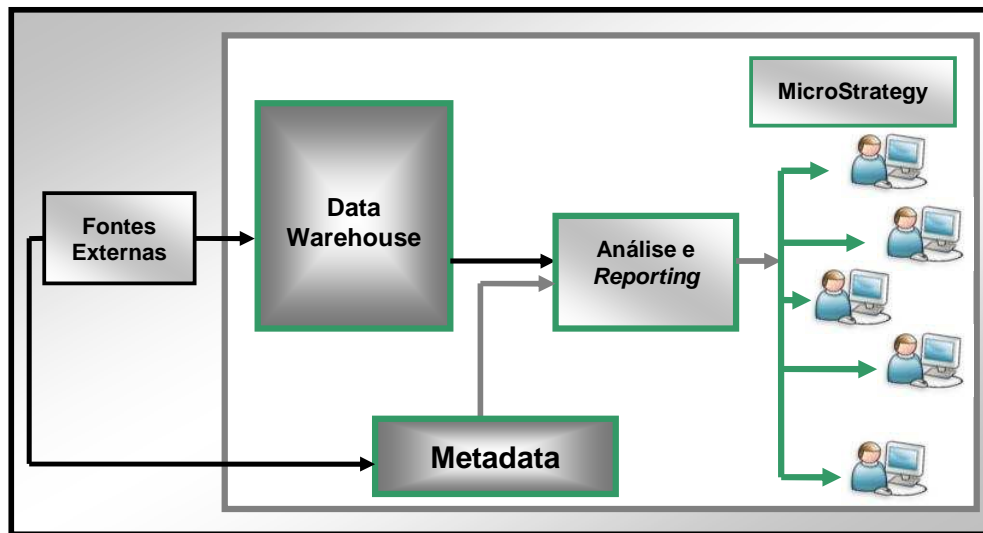 MicroStrategy
Data
Warehouse
Fontes
Externas
Análise e
Reporting
Metadata